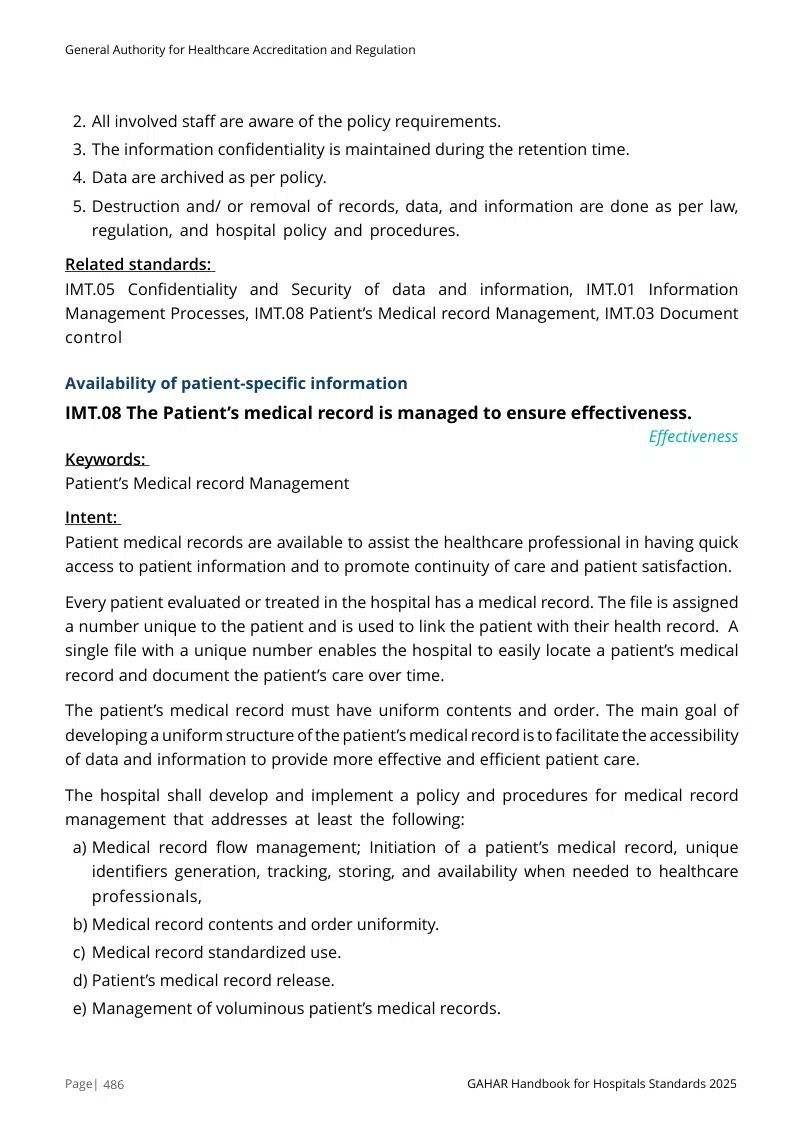 General Authority for Healthcare Accreditation and Regulation
2. All involved staff are aware of the policy requirements.
3. The information confidentiality is maintained during the retention time.
4. Data are archived as per policy.
5. Destruction and/ or removal of records, data, and information are done as per law,
regulation, and hospital policy and procedures.
Related standards:
IMT.05 Confidentiality and Security of data and information, IMT.01 Information
Management Processes, IMT.08 Patient’s Medical record Management, IMT.03 Document
control
Availability of patient-specific information
IMT.08 The Patient’s medical record is managed to ensure effectiveness.
Effectiveness
Keywords:
Patient’s Medical record Management
Intent:
Patient medical records are available to assist the healthcare professional in having quick
access to patient information and to promote continuity of care and patient satisfaction.
Every patient evaluated or treated in the hospital has a medical record. The file is assigned
a number unique to the patient and is used to link the patient with their health record. A
single file with a unique number enables the hospital to easily locate a patient’s medical
record and document the patient’s care over time.
The patient’s medical record must have uniform contents and order. The main goal of
developing a uniform structure of the patient’s medical record is to facilitate the accessibility
of data and information to provide more effective and efficient patient care.
The hospital shall develop and implement a policy and procedures for medical record
management that addresses at least the following:
a) Medical record flow management; Initiation of a patient’s medical record, unique
identifiers generation, tracking, storing, and availability when needed to healthcare
professionals,
b) Medical record contents and order uniformity.
c) Medical record standardized use.
d) Patient’s medical record release.
e) Management of voluminous patient’s medical records.
Page| 486
GAHAR Handbook for Hospitals Standards 2025